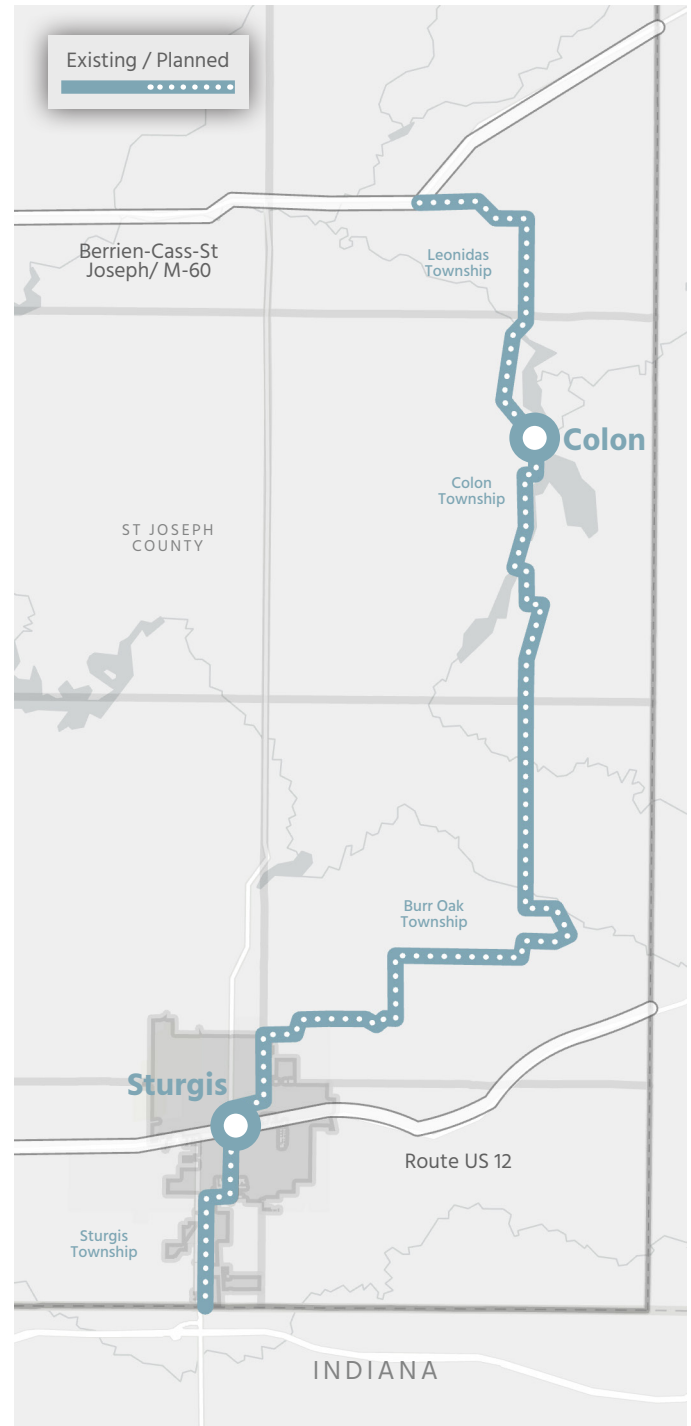 Existing / Planned
Berrien-Cass-St
Joseph/ M-60
Leonidas
Township
Colon
Colon
Township
ST JOSEPH
COUNTY
Burr Oak
Township
Sturgis
Route US 12
Sturgis
Township
INDIANA